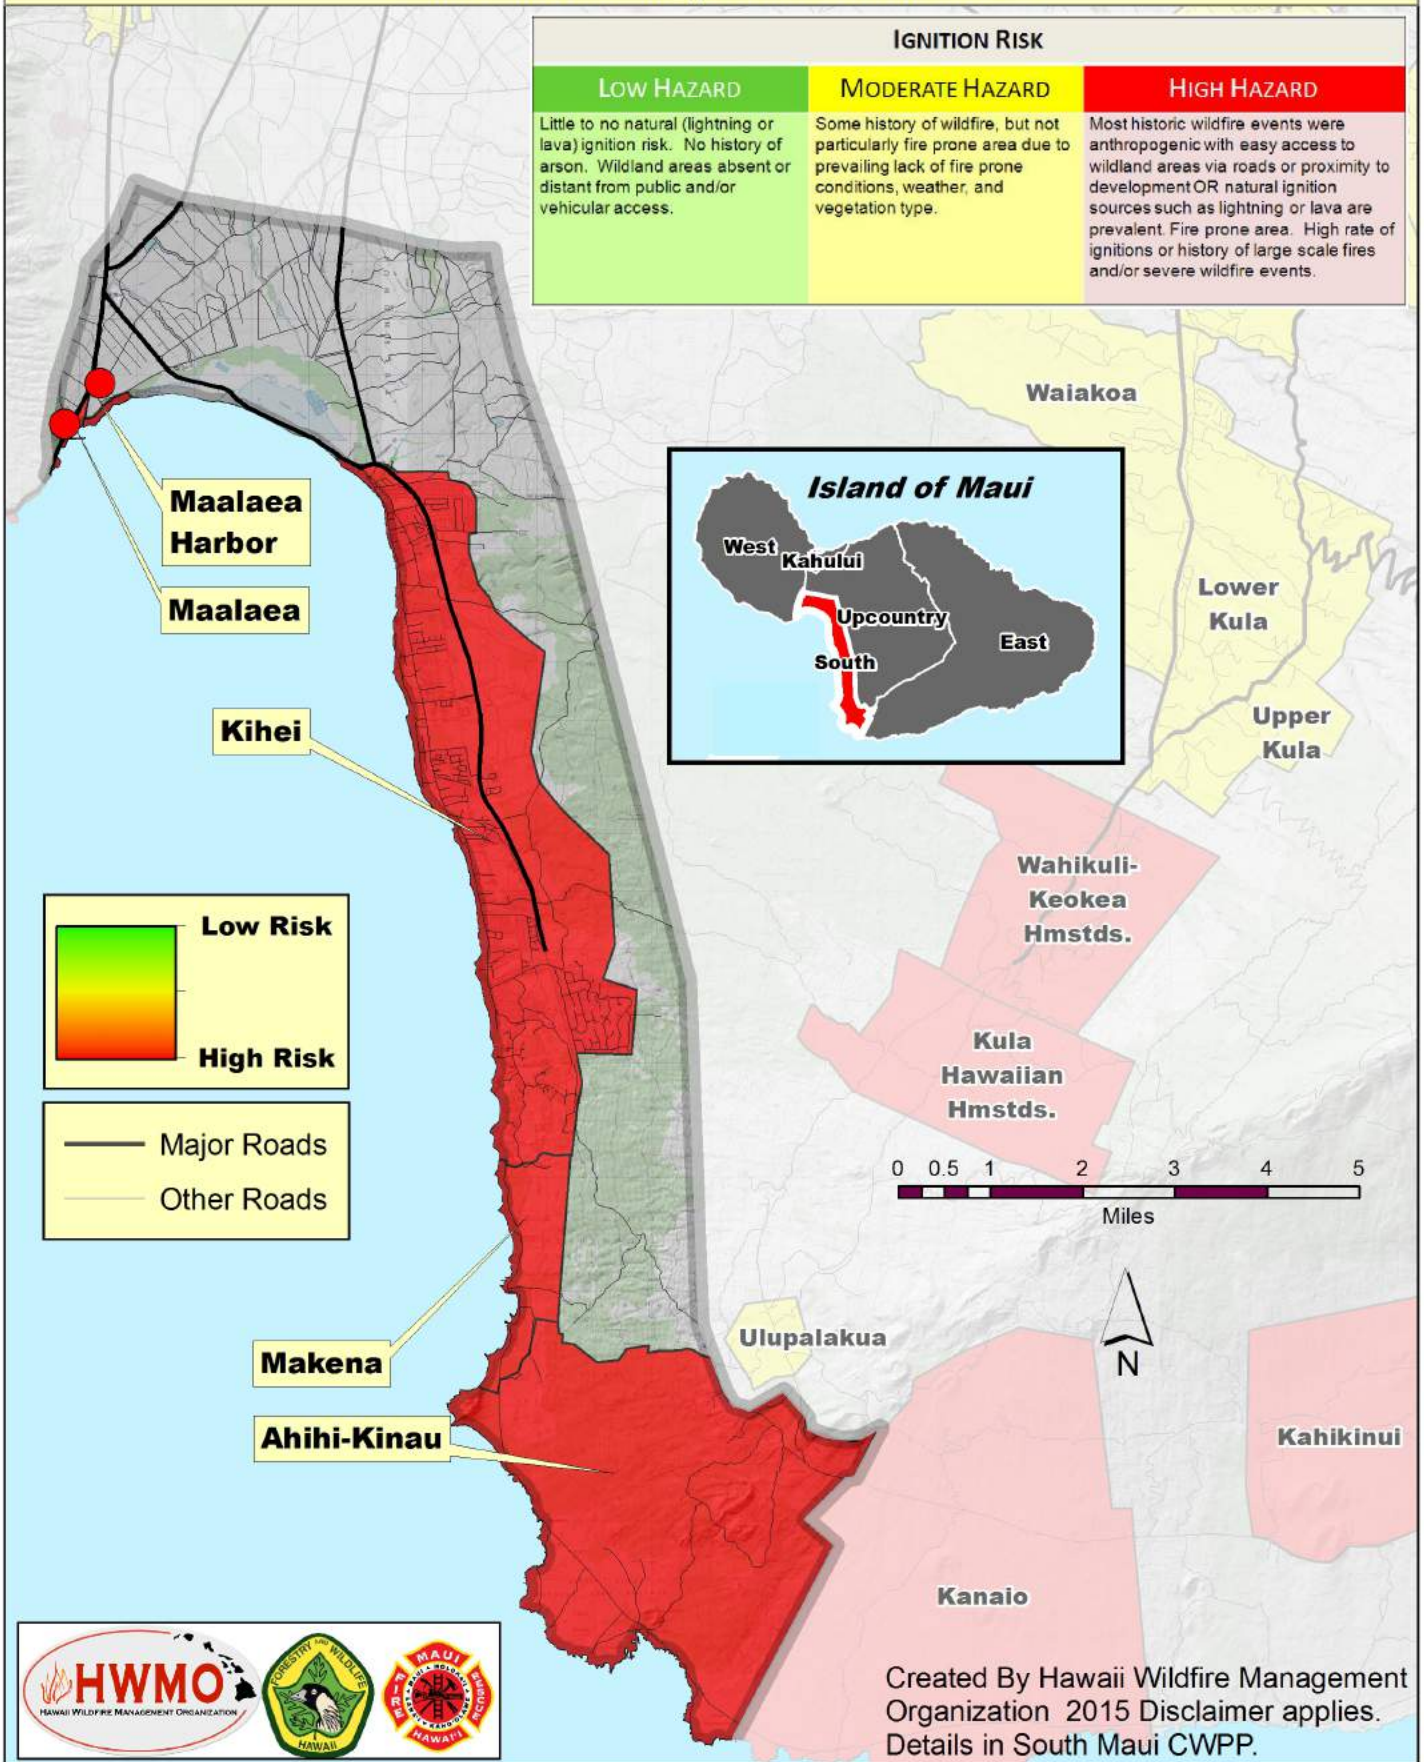 IGNITION RISK
LOW HAZARD
Little to no natural (lightning or
lava) ignition risk. No history of
arson. Wildland areas absent or
distant from public and/or
vehicular access.
MODERATE HAZARD
Some history of wildfire, but not
particularly fire prone area due to
prevailing lack of fire prone
conditions, weather, and
vegetation type.
HIGH HAZARD
Most historic wildfire events were
anthropogenic with easy access to
wildland areas via roads or proximity to
development OR natural ignition
sources such as lightning or lava are
prevalent. Fire prone area. High rate of
ignitions or history of large scale fires
and/or severe wildfire events.
Waiakoa
Island of Maui
West
Kahului
Upcountry
East
South
Maalaea
Harbor
Maalaea
Lower
Kula
Upper
Kula
Kihei
Wahikuli-
Keokea
Hmstds.
Low Risk
High Risk
Kula
Hawaiian
Hmstds.
Major Roads
Other Roads
0 0.5 1 2 3 4 5
Miles
N
Ulupalakua
Makena
Ahihi-Kinau
Kahikinui
Kanaio
HWMO
HAWAII WILDFIRE MANAGEMENT ORGANIZATION
FORESTRY AND WILDLIFE
HAWAII
MAUI
FIRE
RESCUE
HAWAI'I
Created By Hawaii Wildfire Management
Organization 2015 Disclaimer applies.
Details in South Maui CWPP.